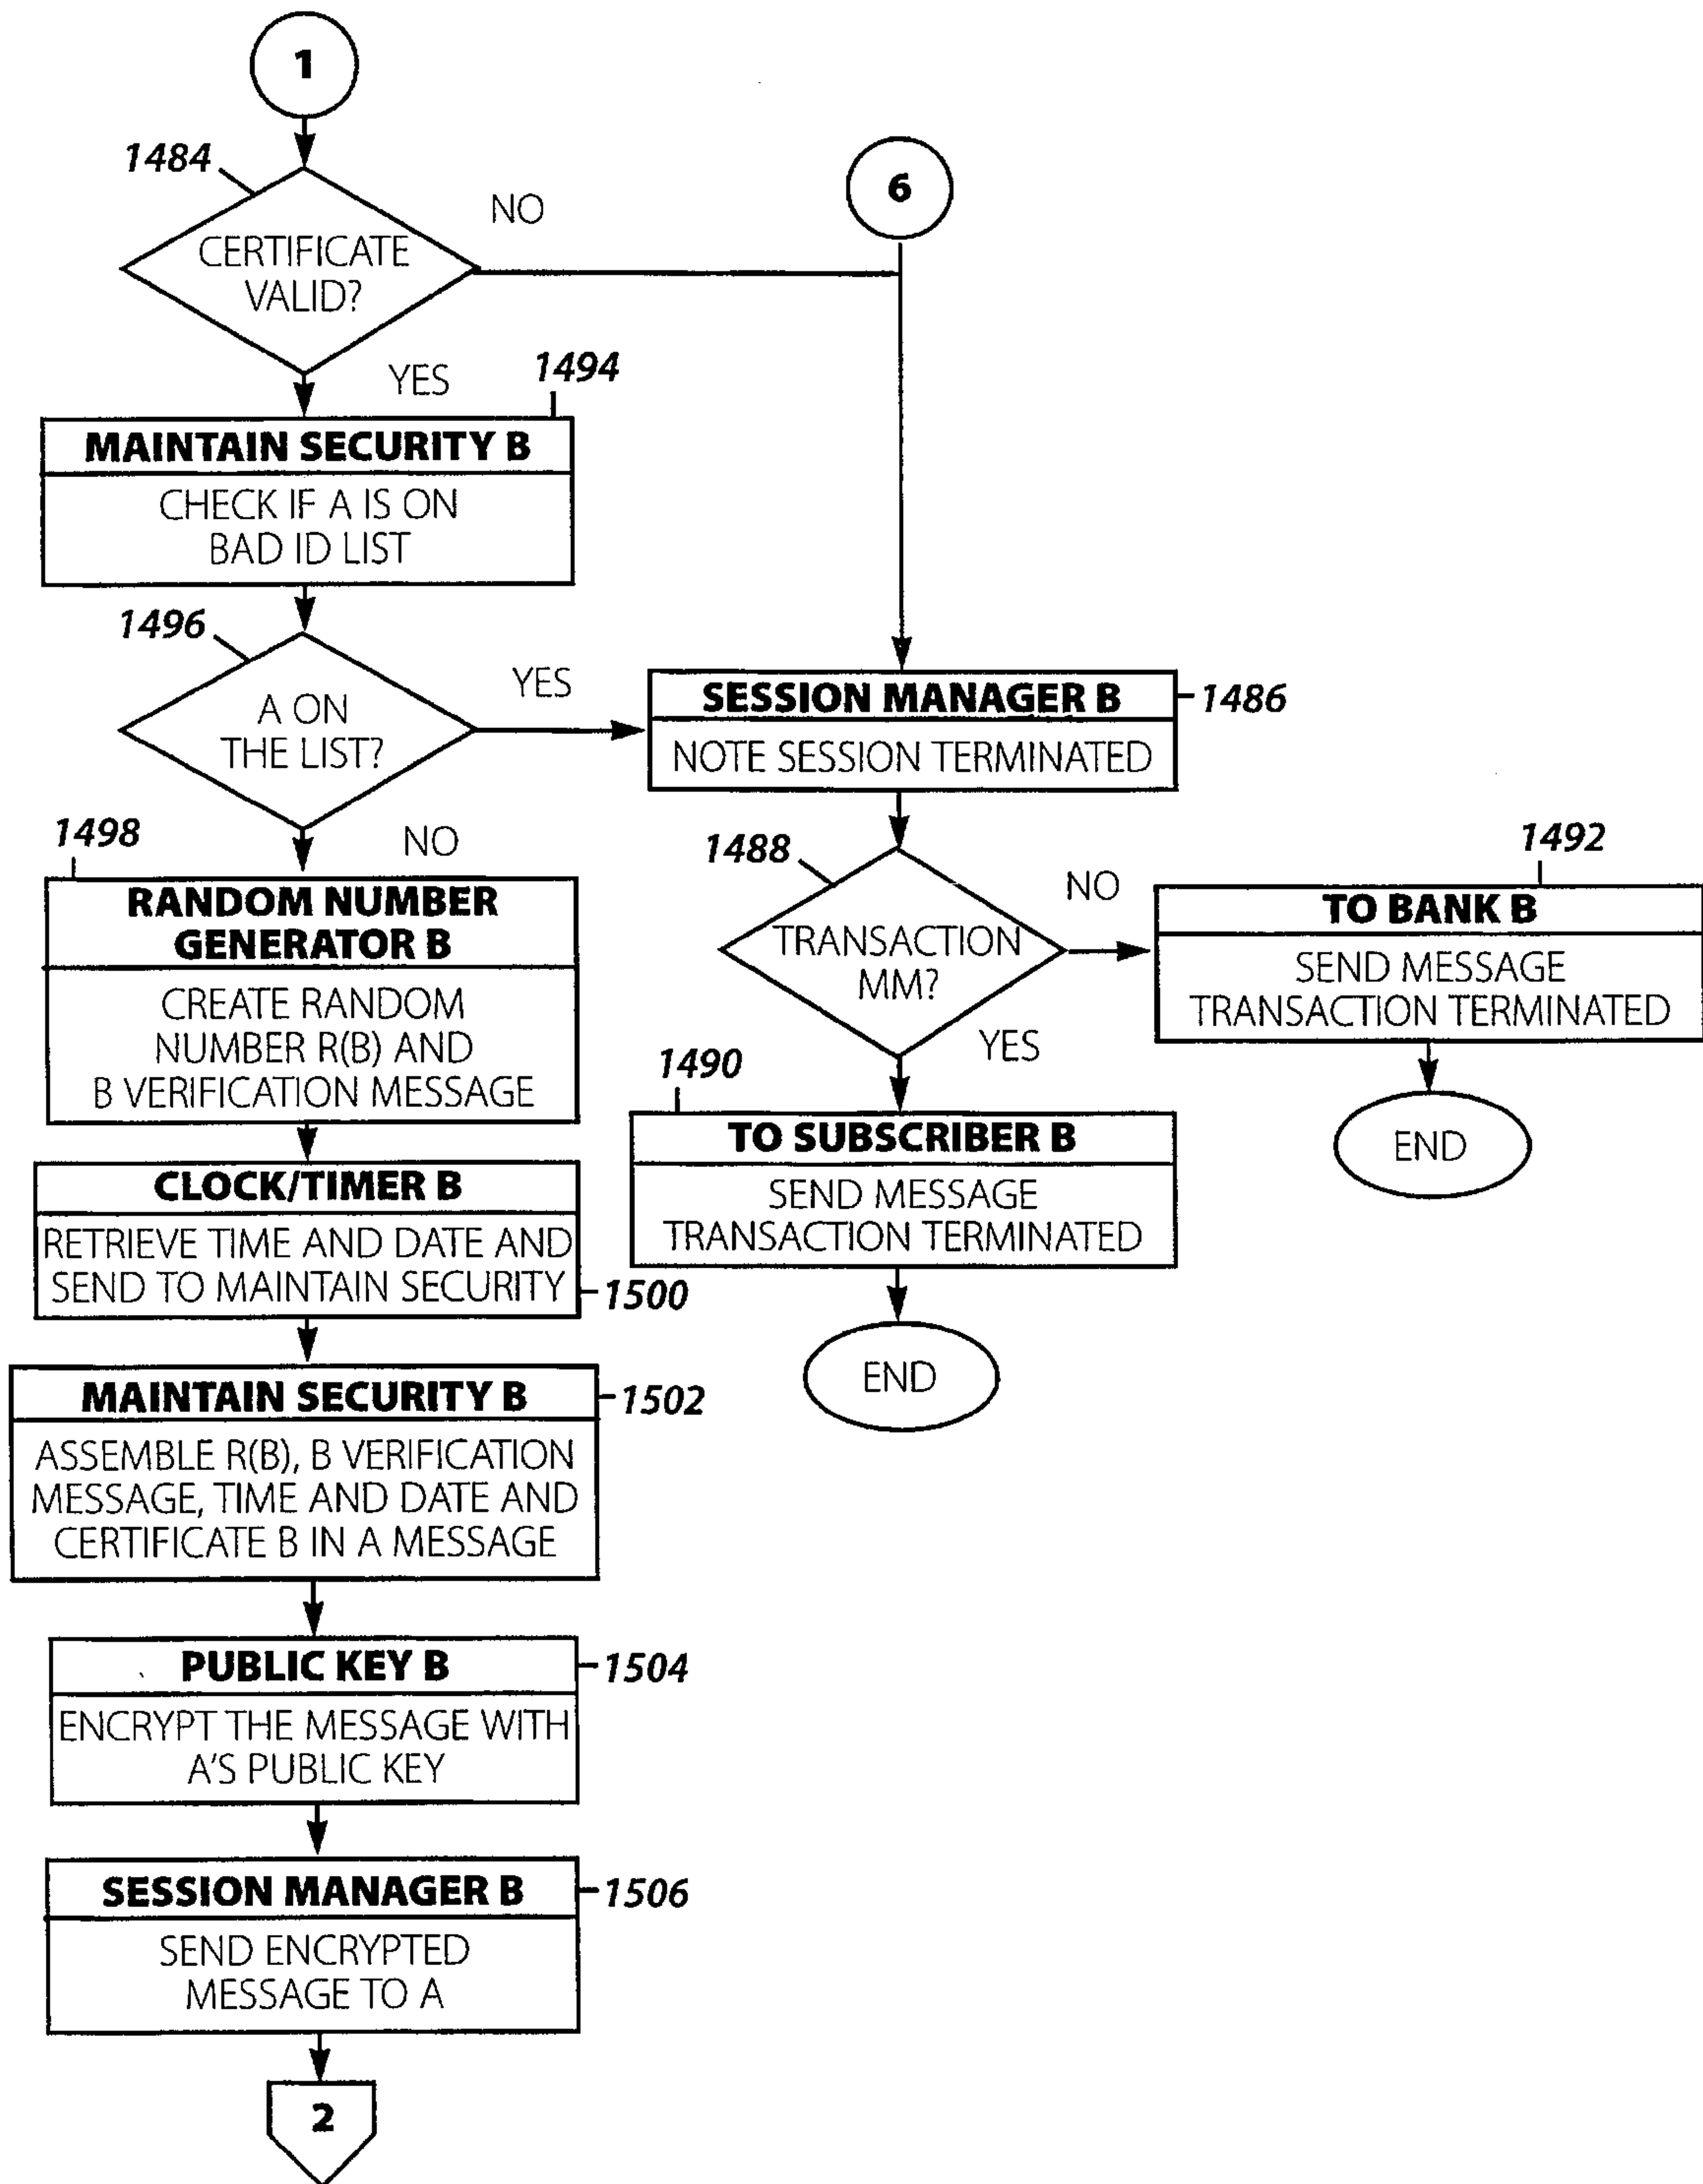 1
1484
NO
6
CERTIFICATE
VALID?
YES
1494
MAINTAIN SECURITY B
CHECK IF A IS ON
BAD ID LIST
1496
YES
A ON
THE LIST?
SESSION MANAGER B
1486
NOTE SESSION TERMINATED
1498
NO
1488
NO
1492
RANDOM NUMBER
GENERATOR B
CREATE RANDOM
NUMBER R(B) AND
B VERIFICATION MESSAGE
TRANSACTION
MM?
YES
TO BANK B
SEND MESSAGE
TRANSACTION TERMINATED
END
1490
TO SUBSCRIBER B
SEND MESSAGE
TRANSACTION TERMINATED
END
CLOCK/TIMER B
RETRIEVE TIME AND DATE AND
SEND TO MAINTAIN SECURITY
1500
MAINTAIN SECURITY B
1502
ASSEMBLE R(B), B VERIFICATION
MESSAGE, TIME AND DATE AND
CERTIFICATE B IN A MESSAGE
PUBLIC KEY B
1504
ENCRYPT THE MESSAGE WITH
A'S PUBLIC KEY
SESSION MANAGER B
1506
SEND ENCRYPTED
MESSAGE TO A
2